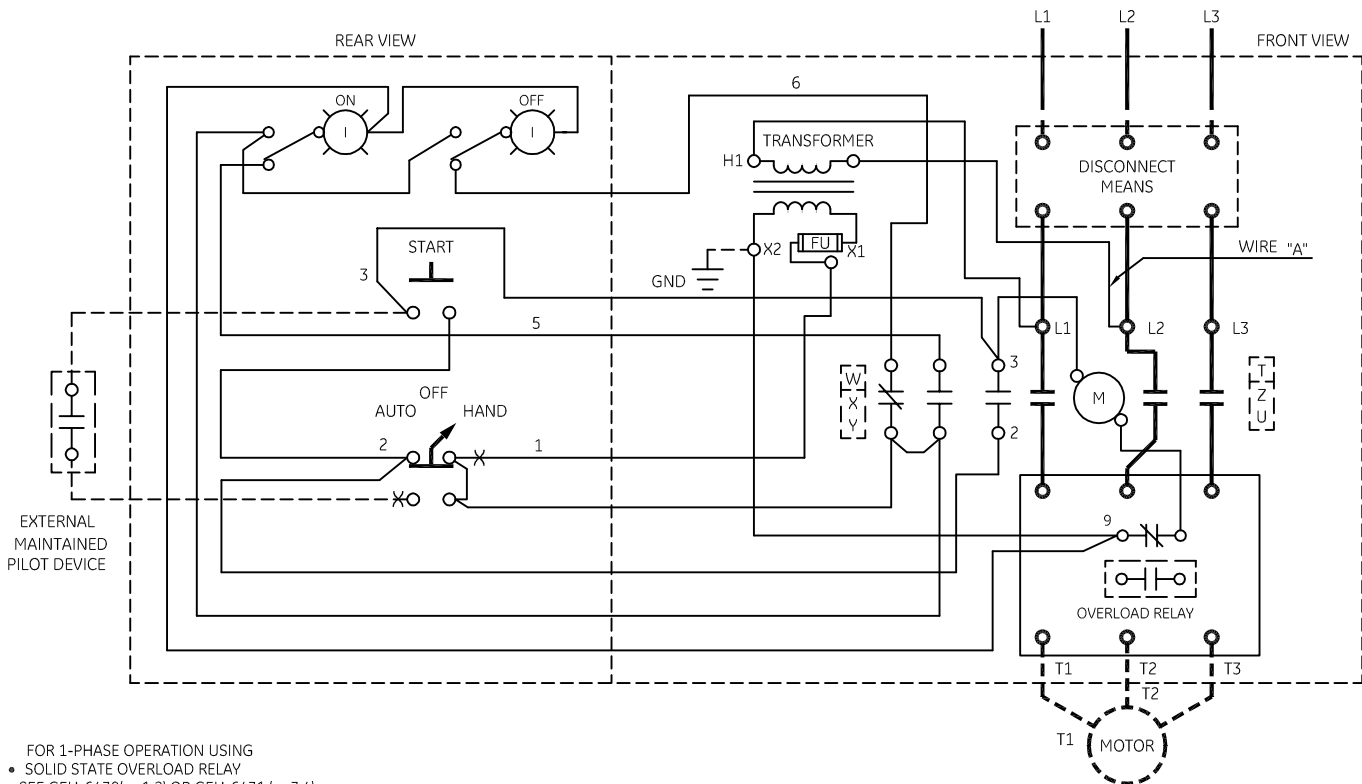 L1 L2 L3
REAR VIEW
FRONT VIEW
6
ON
OFF
TRANSFORMER
H1
DISCONNECT
MEANS
START
FU
X2
X1
WIRE "A"
3
GND
5
L1
L2
L3
3
OFF
AUTO
HAND
W
X
Y
M
T
Z
U
2
1
2
EXTERNAL
MAINTAINED
PILOT DEVICE
9
OVERLOAD RELAY
T1
T2
T3
T2
T1
MOTOR
FOR 1-PHASE OPERATION USING
• SOLID STATE OVERLOAD RELAY